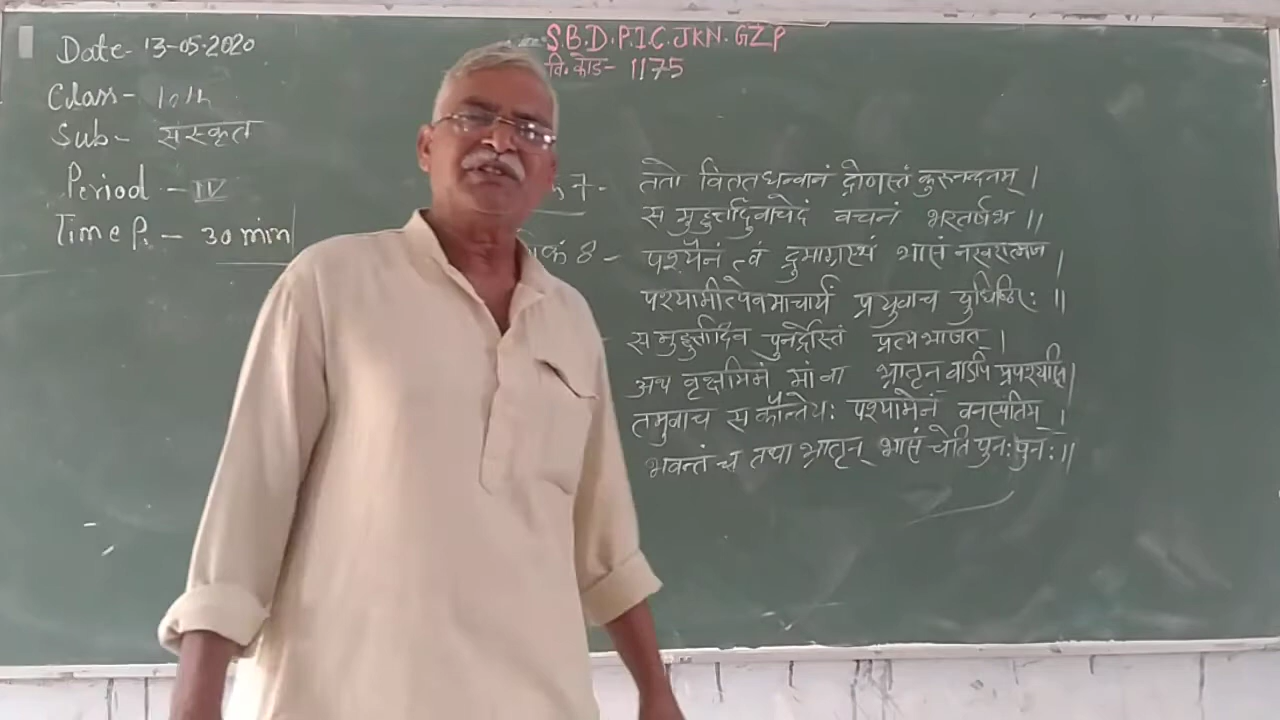 S.B.D.P.I.C.JKN.GZP
वि. कोड- 1175
Date- 13-05-2020
Class- 10th
Sub- संस्कृत
Period - IV
Time P. - 30 min
7- ततो विततधन्वानं द्रोणस्तं कुरुनन्दनम् ।
स मुहुर्त्तादुवाचेदं वचनं भरतर्षभ ।।
8 - पश्यैनं त्वं द्रुमाग्रस्थं भासं नरवरात्मज ।
पश्यामीत्येवमाचार्यं प्रत्युवाच युधिष्ठिरः ।।
स मुहुर्त्तादिव पुनर्द्रोस्तं प्रत्यभाषत् ।
अथ वृक्षमिमं मां वा भ्रातृन् वाऽपि प्रपश्यसि।
तमुवाच स कौन्तेयः पश्यामेनं वनस्पतिम् ।
भवन्तं च तथा भ्रातृन् भासं चेति पुनः पुनः ।।